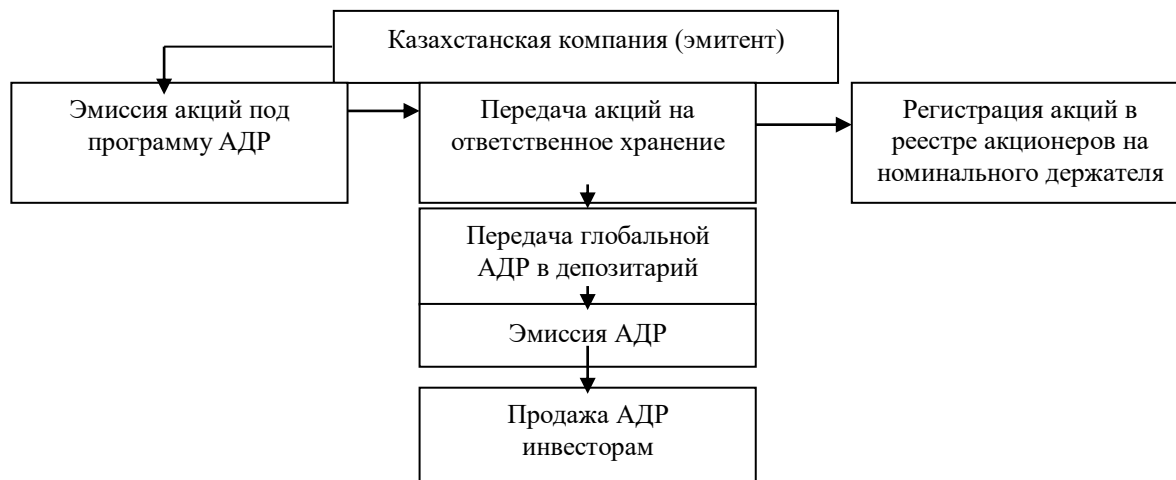 Казахстанская компания (эмитент)
Эмиссия акций под
программу АДР
Передача акций на
ответственное хранение
Регистрация акций в
реестре акционеров на
номинального держателя
Передача глобальной
АДР в депозитарий
Эмиссия АДР
Продажа АДР
инвесторам